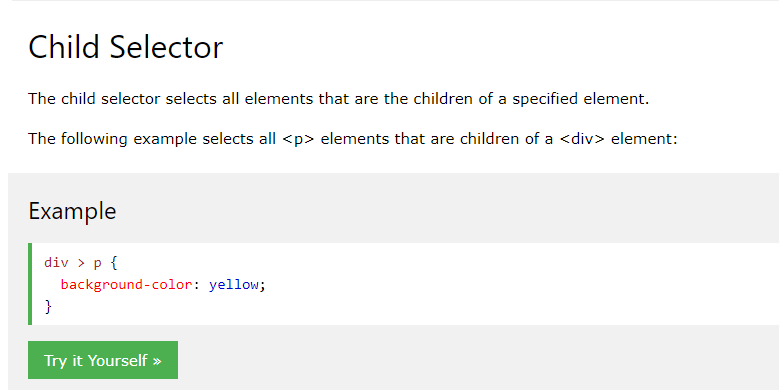 Child Selector
The child selector selects all elements that are the children of a specified element.
The following example selects all <p> elements that are children of a <div> element:
Example
div > p {
  background-color: yellow;
}
Try it Yourself »